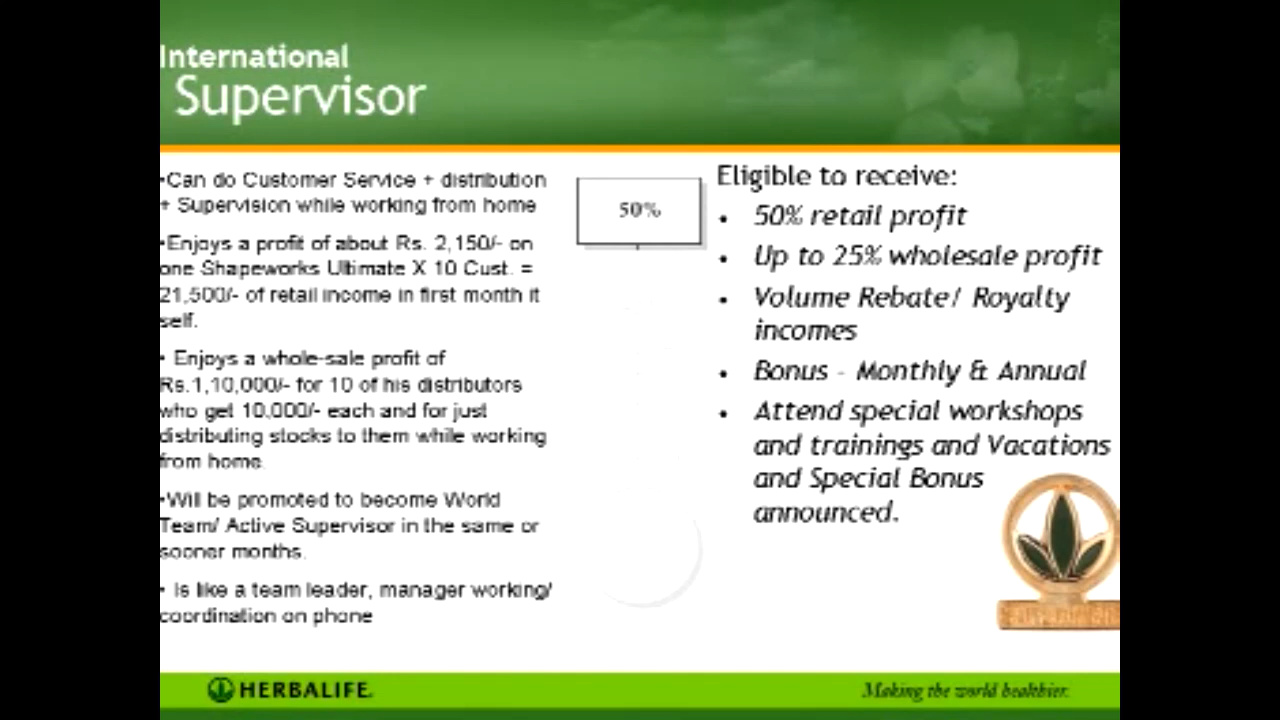 International
Supervisor
•Can do Customer Service + distribution
+ Supervision while working from home
•Enjoys a profit of about Rs. 2,150/- on
one Shapeworks Ultimate X 10 Cust. =
21,500/- of retail income in first month it
self.
• Enjoys a whole-sale profit of
Rs.1,10,000/- for 10 of his distributors
who get 10,000/- each and for just
distributing stocks to them while working
from home.
•Will be promoted to become World
Team/ Active Supervisor in the same or
sooner months.
• Is like a team leader, manager working/
coordination on phone
50%
Eligible to receive:
• 50% retail profit
• Up to 25% wholesale profit
• Volume Rebate/ Royalty
incomes
• Bonus - Monthly & Annual
• Attend special workshops
and trainings and Vacations
and Special Bonus
announced.
HERBALIFE.
Making the world healthier.